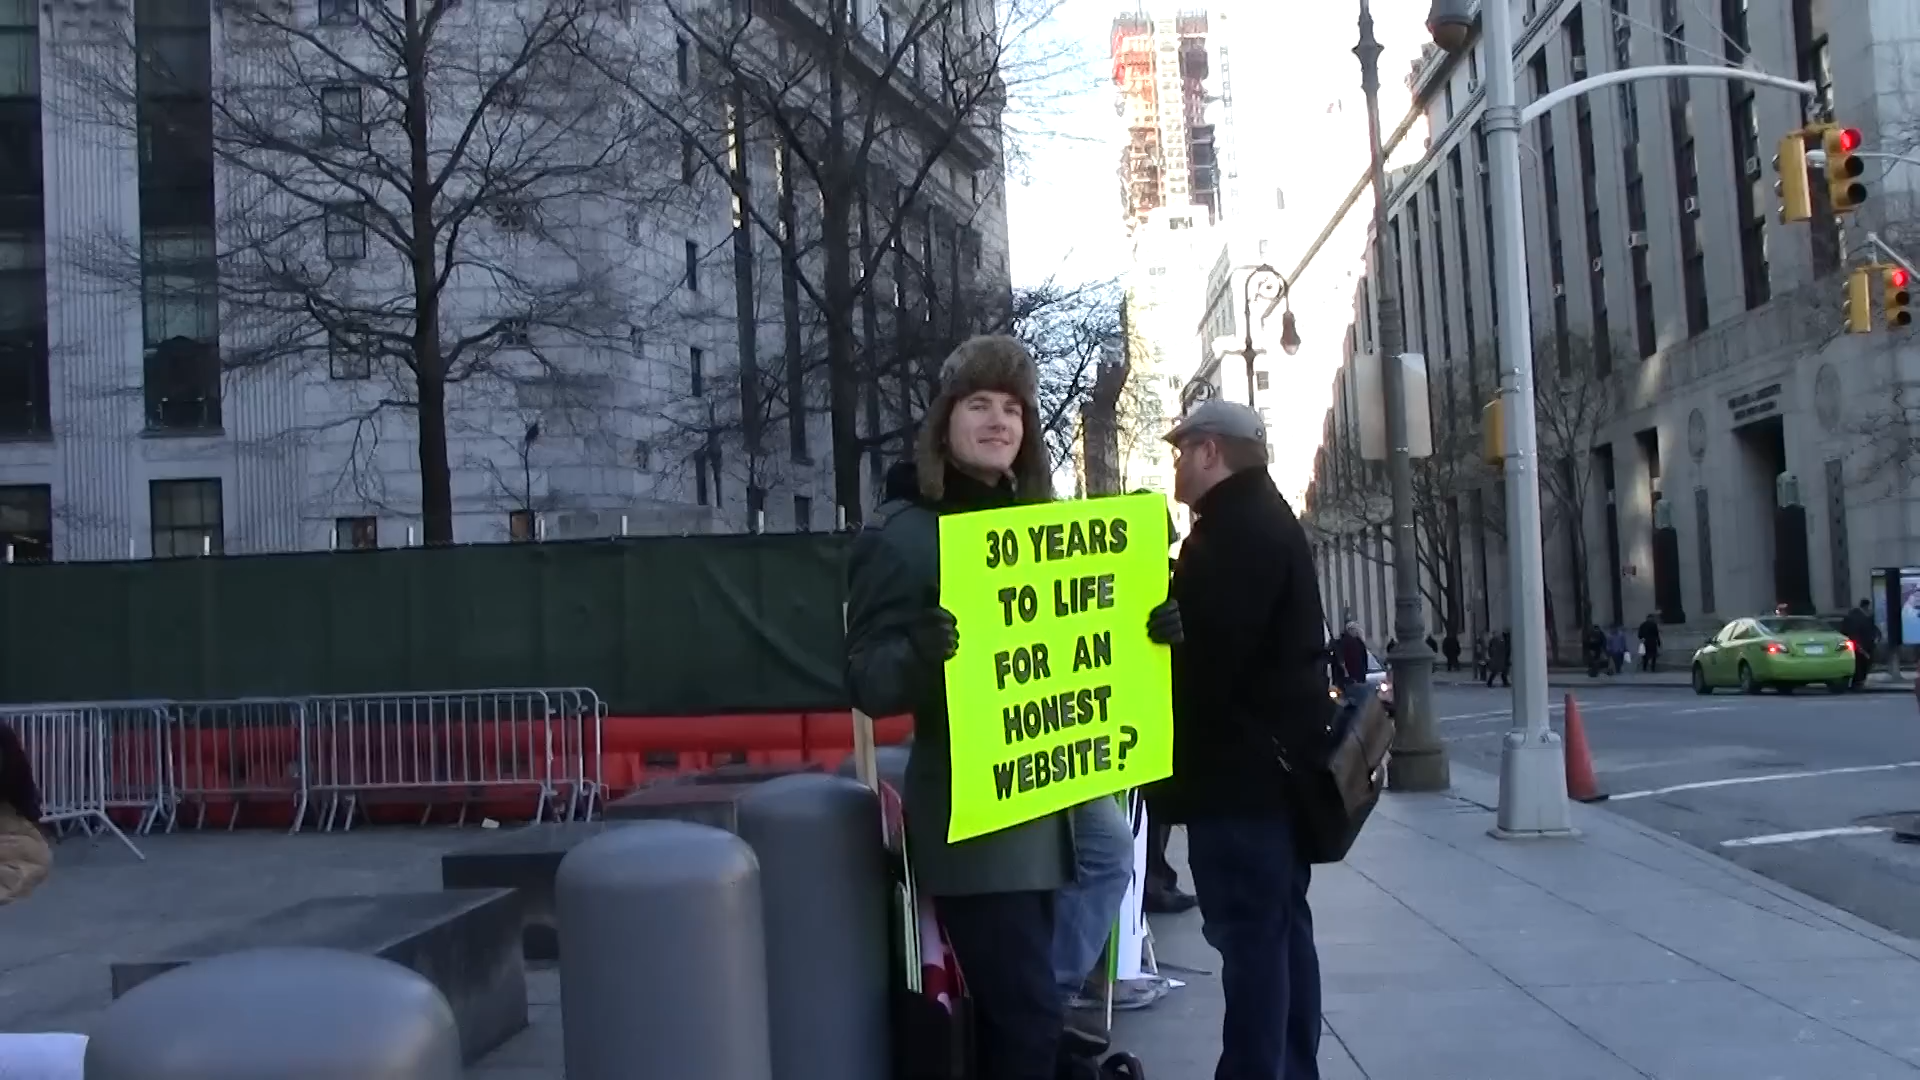 30 YEARS
TO LIFE
FOR AN
HONEST
WEBSITE?